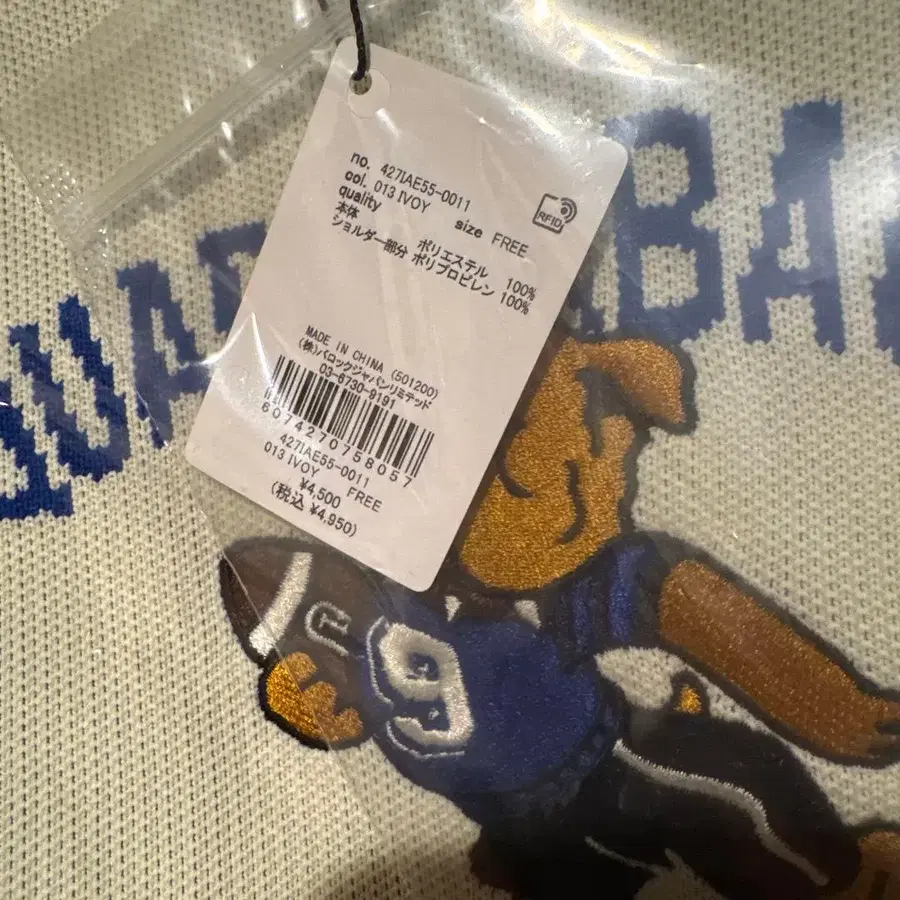 no. 427IAE55-0011
col. 013 IVOY size FREE
quality
本体 ポリエステル 100%
ショルダー部分 ポリプロピレン 100%
RFID
MADE IN CHINA (501200)
(株)バロックジャパンリミテッド
03-6730-9191
6074270758057
427IAE55-0011
013 IVOY FREE
¥4,500
(税込 ¥4,950)
9